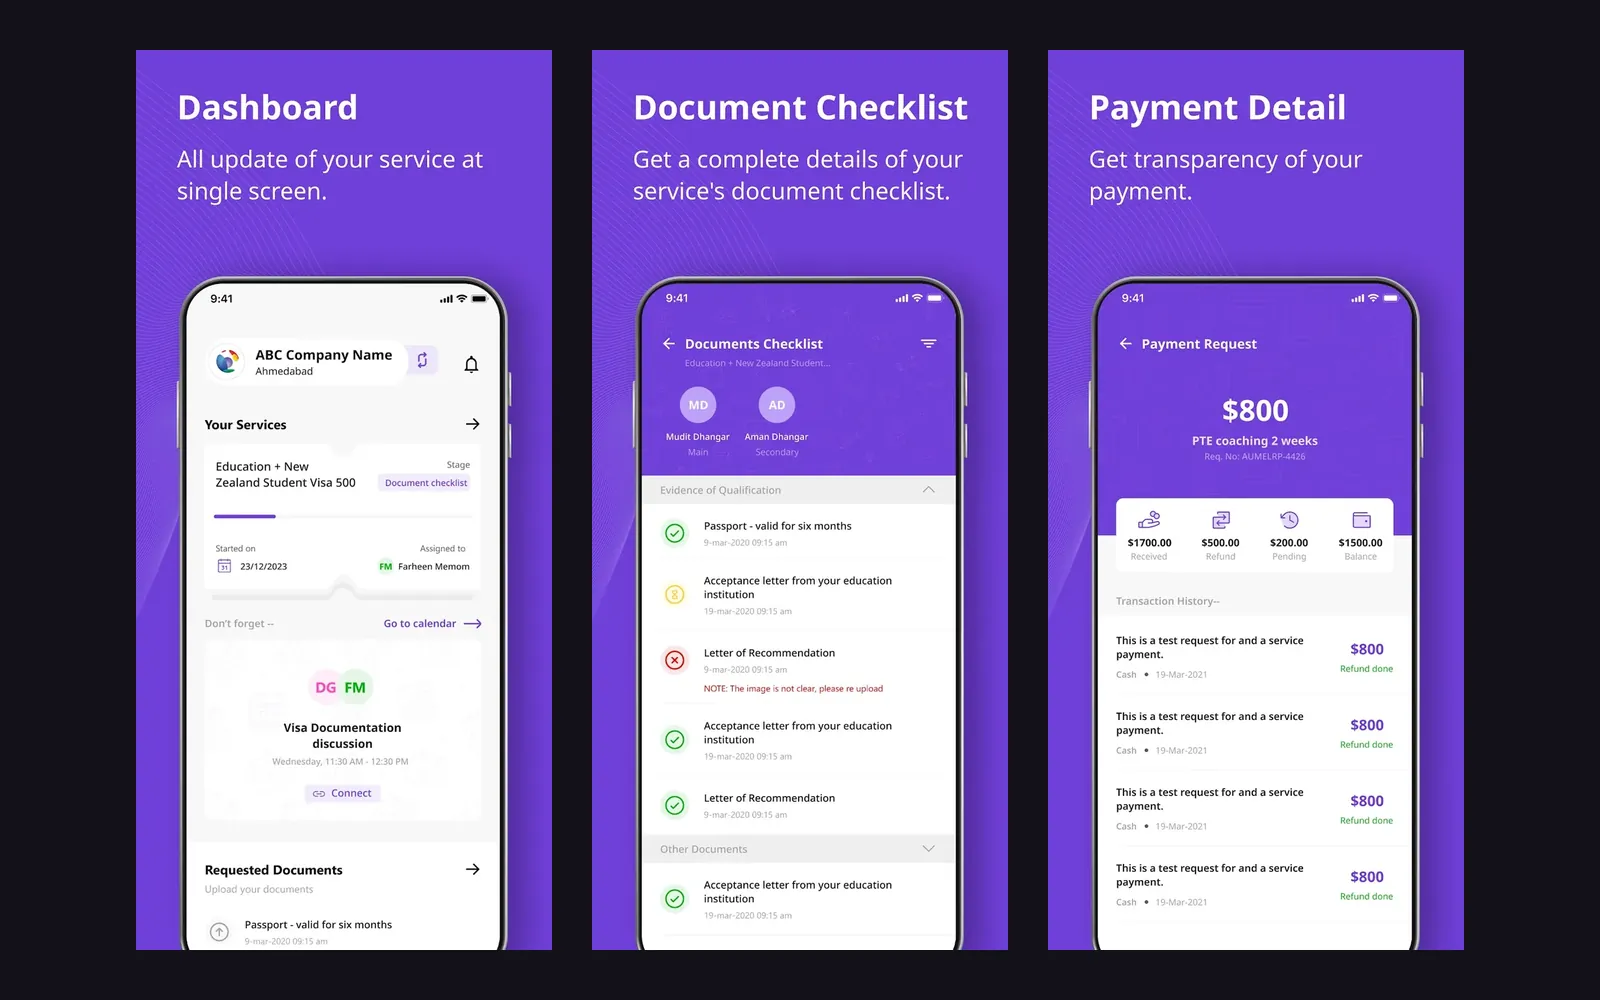 Dashboard
All update of your service at
single screen.
9:41
ABC Company Name
Ahmedabad
Your Services
Education + New
Zealand Student Visa 500
Stage
Document checklist
Started on
31
23/12/2023
Assigned to
FM Farheen Memom
Don't forget --
Go to calendar
DG FM
Visa Documentation
discussion
Wednesday, 11:30 AM - 12:30 PM
Connect
Requested Documents
Upload your documents
Passport - valid for six months
9-mar-2020 09:15 am
Document Checklist
Get a complete details of your
service's document checklist.
9:41
Documents Checklist
Education + New Zealand Student...
MD
AD
Mudit Dhangar
Aman Dhangar
Main
Secondary
Evidence of Qualification
Passport - valid for six months
9-mar-2020 09:15 am
Acceptance letter from your education
institution
19-mar-2020 09:15 am
Letter of Recommendation
9-mar-2020 09:15 am
NOTE: The image is not clear, please re upload
Acceptance letter from your education
institution
19-mar-2020 09:15 am
Letter of Recommendation
9-mar-2020 09:15 am
Other Documents
Acceptance letter from your education
institution
19-mar-2020 09:15 am
Payment Detail
Get transparency of your
payment.
9:41
Payment Request
$800
PTE coaching 2 weeks
Req. No: AUMELRP-4426
$1700.00
$500.00
$200.00
$1500.00
Received
Refund
Pending
Balance
Transaction History--
This is a test request for and a service
payment.
Cash • 19-Mar-2021
$800
Refund done
This is a test request for and a service
payment.
Cash • 19-Mar-2021
$800
Refund done
This is a test request for and a service
payment.
Cash • 19-Mar-2021
$800
Refund done
This is a test request for and a service
payment.
Cash • 19-Mar-2021
$800
Refund done